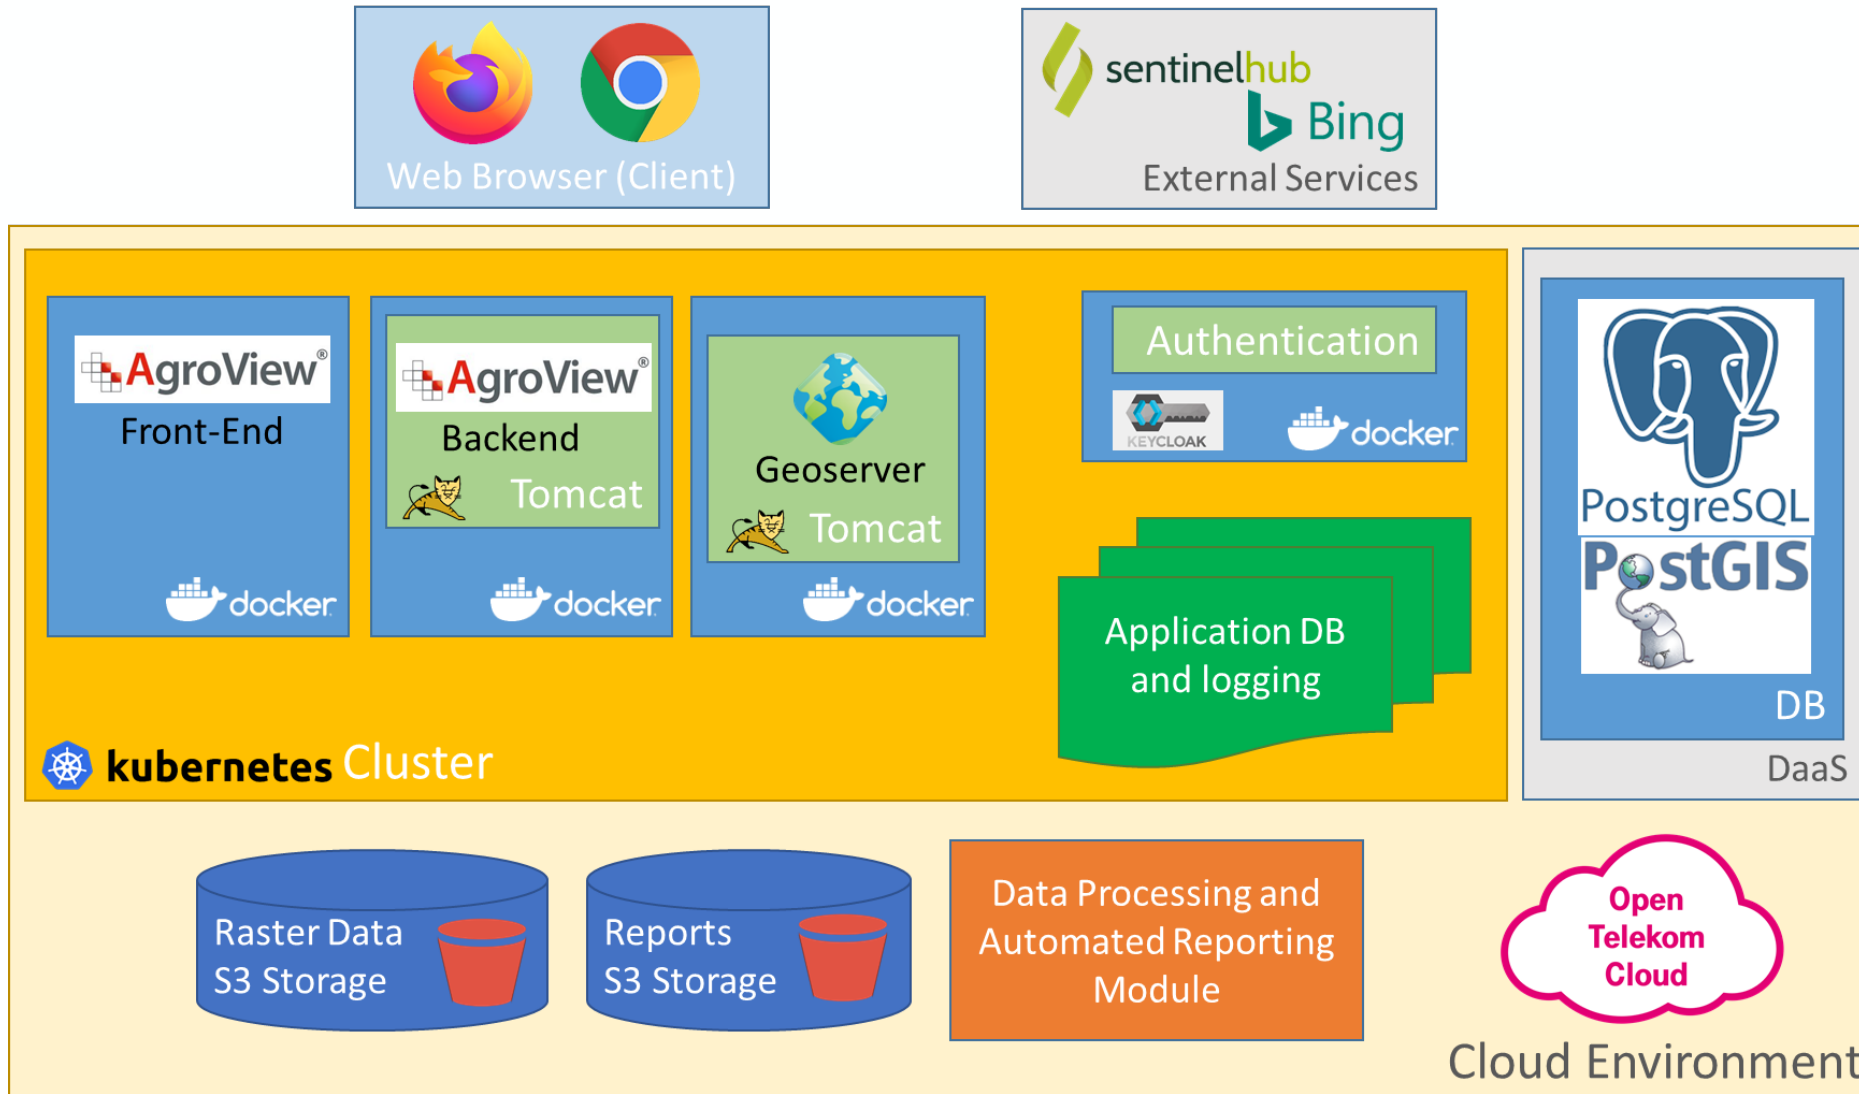 Web Browser (Client)
sentinelhub
Bing
External Services
AgroView®
Front-End
docker
AgroView®
Backend
Tomcat
docker
Geoserver
Tomcat
docker
Authentication
KEYCLOAK
docker
Application DB
and logging
kubernetes Cluster
PostgreSQL
PostGIS
DB
DaaS
Raster Data
S3 Storage
Reports
S3 Storage
Data Processing and
Automated Reporting
Module
Open
Telekom
Cloud
Cloud Environment